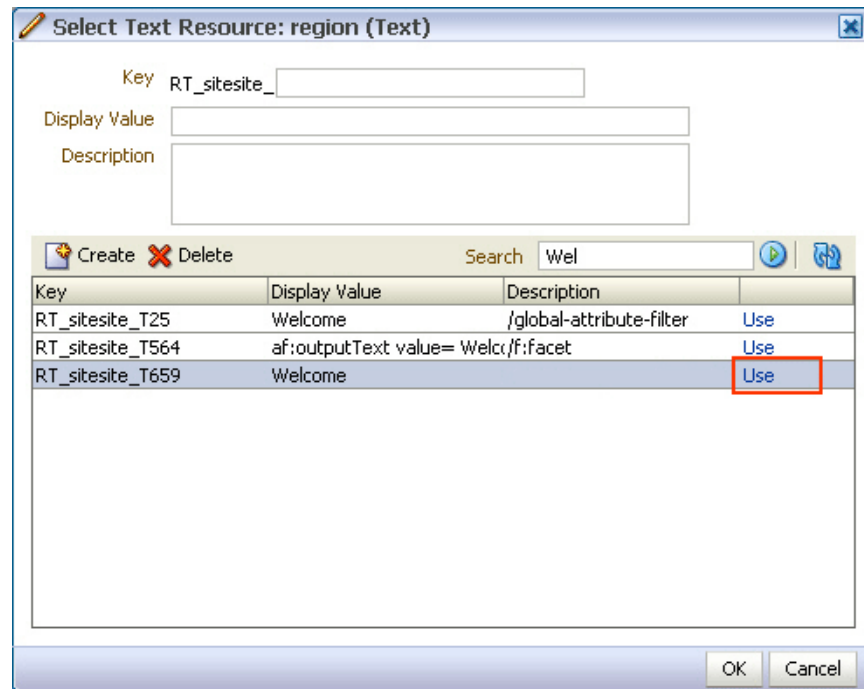 Select Text Resource: region (Text)
Key RT_sitesite_
Display Value
Description
Create Delete Search Wel
Key Display Value Description
RT_sitesite_T25 Welcome /global-attribute-filter Use
RT_sitesite_T564 af:outputText value= Welc /f:facet Use
RT_sitesite_T659 Welcome Use
OK Cancel